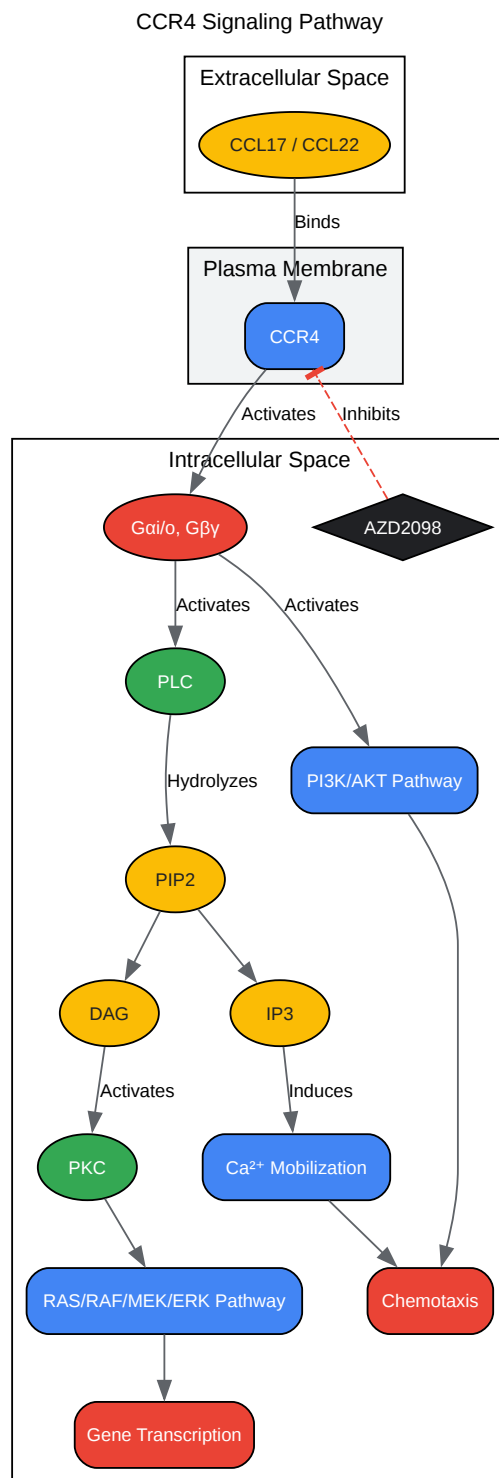 CCR4 Signaling Pathway
Extracellular Space
CCL17 / CCL22
Binds
Plasma Membrane
CCR4
Activates
Inhibits
Intracellular Space
Gαi/o, Gβγ
AZD2098
Activates
Activates
PLC
PI3K/AKT Pathway
Hydrolyzes
PIP2
DAG
IP3
Activates
Induces
PKC
Ca²⁺ Mobilization
RAS/RAF/MEK/ERK Pathway
Chemotaxis
Gene Transcription